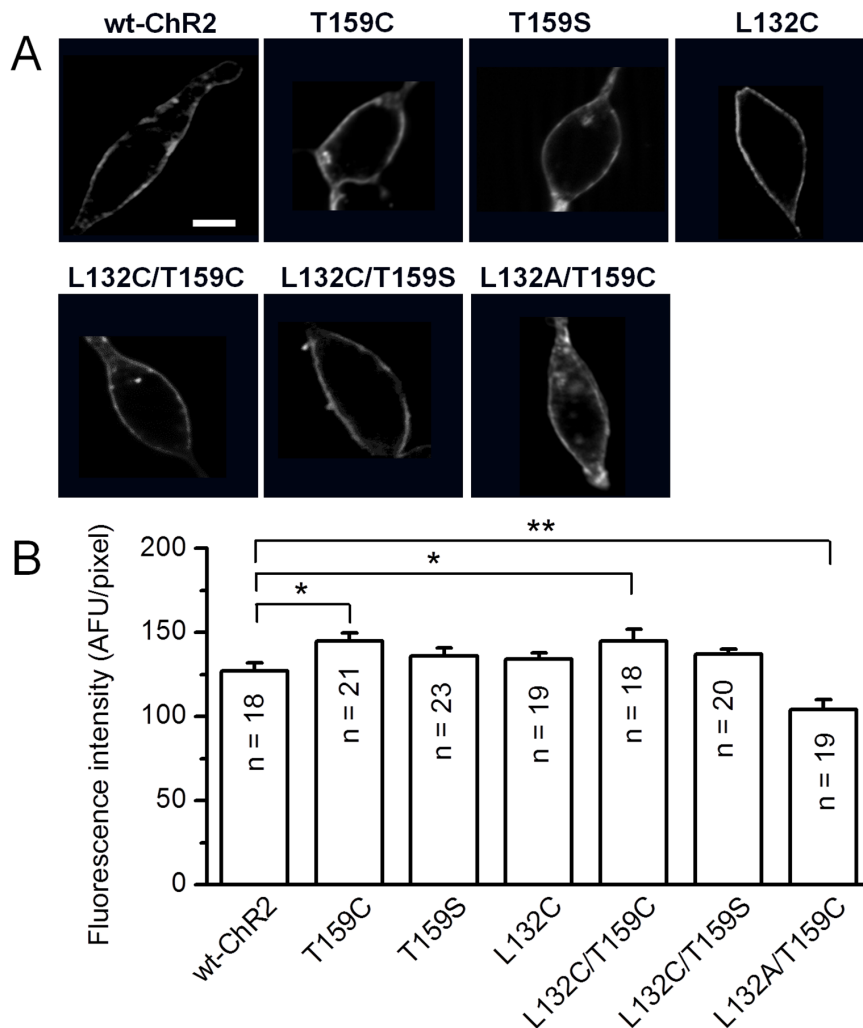 A
wt-ChR2 T159C T159S L132C
L132C/T159C L132C/T159S L132A/T159C
B
**
*
*
Fluorescence intensity (AFU/pixel)
200
150
100
50
0
n = 18
n = 21
n = 23
n = 19
n = 18
n = 20
n = 19
wt-ChR2
T159C
T159S
L132C
L132C/T159C
L132C/T159S
L132A/T159C